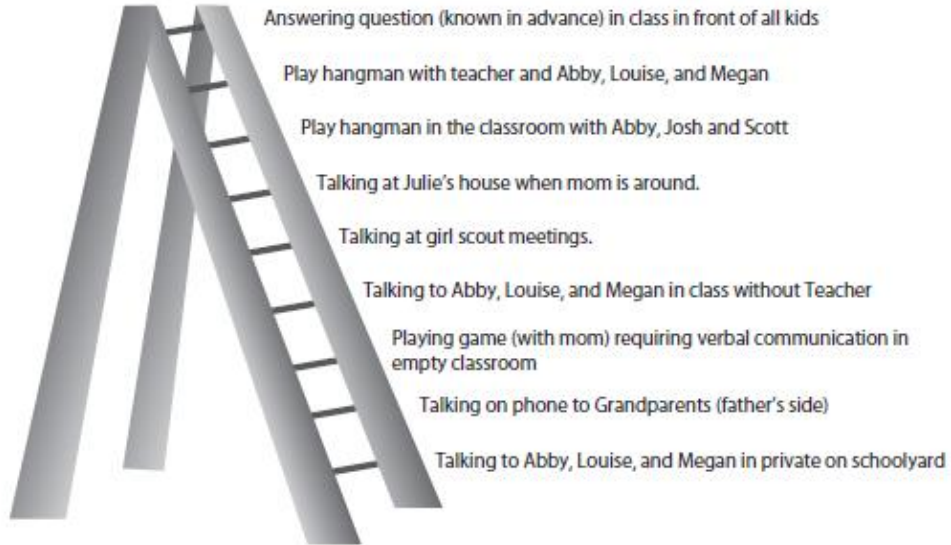 Answering question (known in advance) in class in front of all kids
Play hangman with teacher and Abby, Louise, and Megan
Play hangman in the classroom with Abby, Josh and Scott
Talking at Julie's house when mom is around.
Talking at girl scout meetings.
Talking to Abby, Louise, and Megan in class without Teacher
Playing game (with mom) requiring verbal communication in
empty classroom
Talking on phone to Grandparents (father's side)
Talking to Abby, Louise, and Megan in private on schoolyard